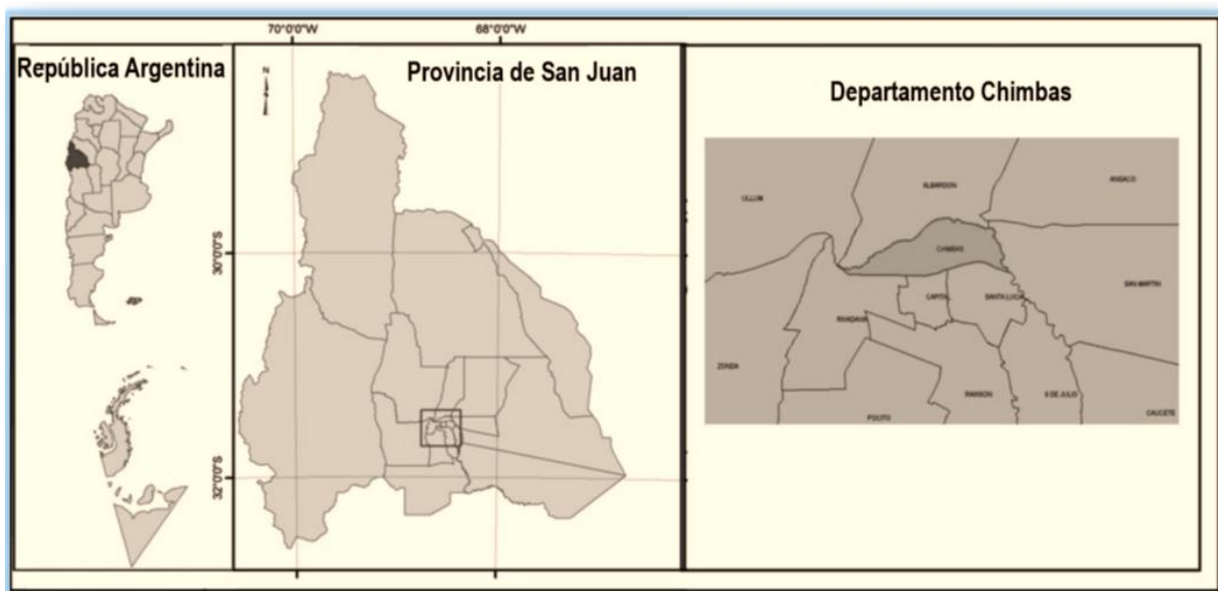 70°0'0"W
68°0'0"W
República Argentina
Provincia de San Juan
Departamento Chimbas
N
30°0'0"S
32°0'0"S
ULLUM
ALBARDON
ANGACO
CHIMBAS
SAN MARTIN
CAPITAL
SANTA LUCIA
RIVADAVIA
ZONDA
RAWSON
9 DE JULIO
POCITO
CAUCETE